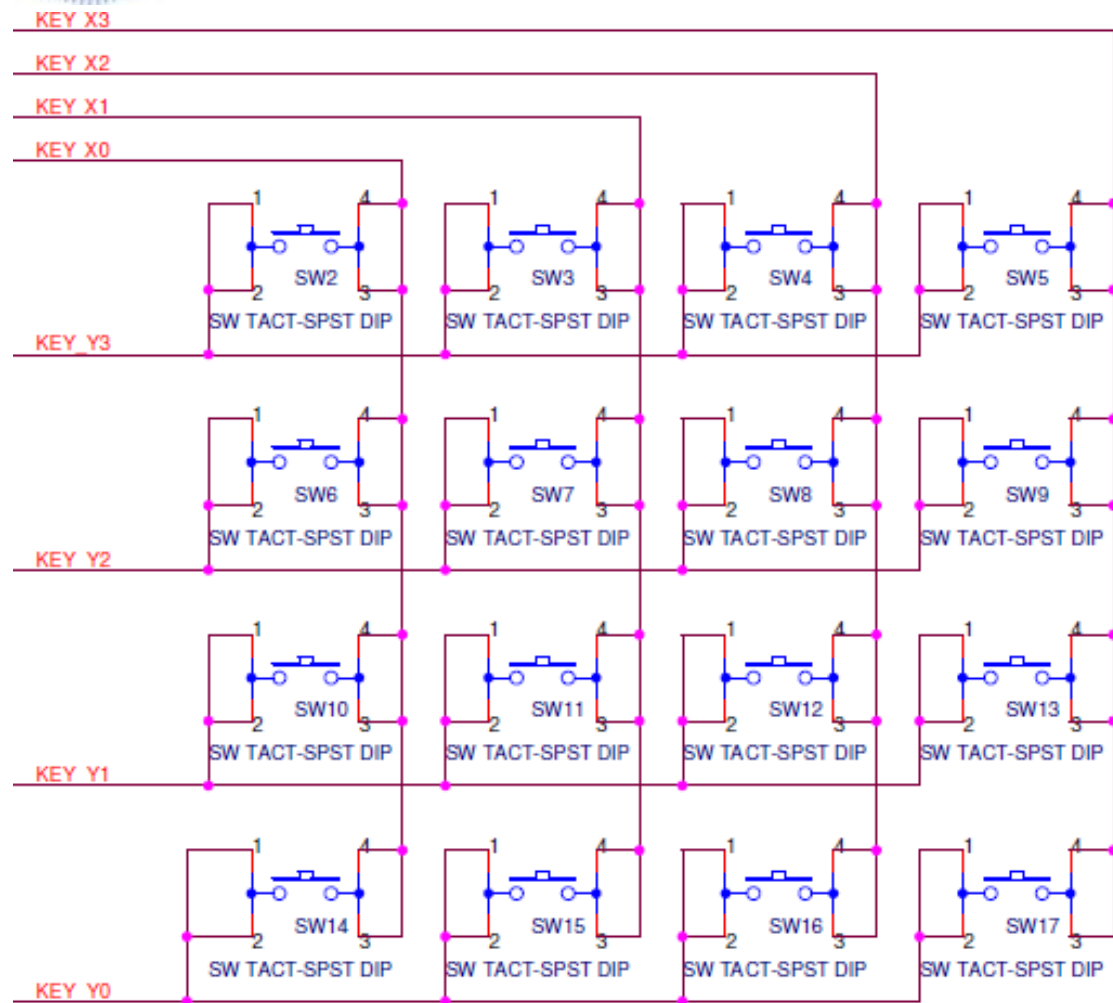 KEY X3
KEY X2
KEY X1
KEY X0
1 4 1 4 1 4 1 4
SW2 SW3 SW4 SW5
2 3 2 3 2 3 2 3
SW TACT-SPST DIP SW TACT-SPST DIP SW TACT-SPST DIP SW TACT-SPST DIP
KEY_Y3
1 4 1 4 1 4 1 4
SW6 SW7 SW8 SW9
2 3 2 3 2 3 2 3
SW TACT-SPST DIP SW TACT-SPST DIP SW TACT-SPST DIP SW TACT-SPST DIP
KEY Y2
1 4 1 4 1 4 1 4
SW10 SW11 SW12 SW13
2 3 2 3 2 3 2 3
SW TACT-SPST DIP SW TACT-SPST DIP SW TACT-SPST DIP SW TACT-SPST DIP
KEY Y1
1 4 1 4 1 4 1 4
SW14 SW15 SW16 SW17
2 3 2 3 2 3 2 3
SW TACT-SPST DIP SW TACT-SPST DIP SW TACT-SPST DIP SW TACT-SPST DIP
KEY Y0